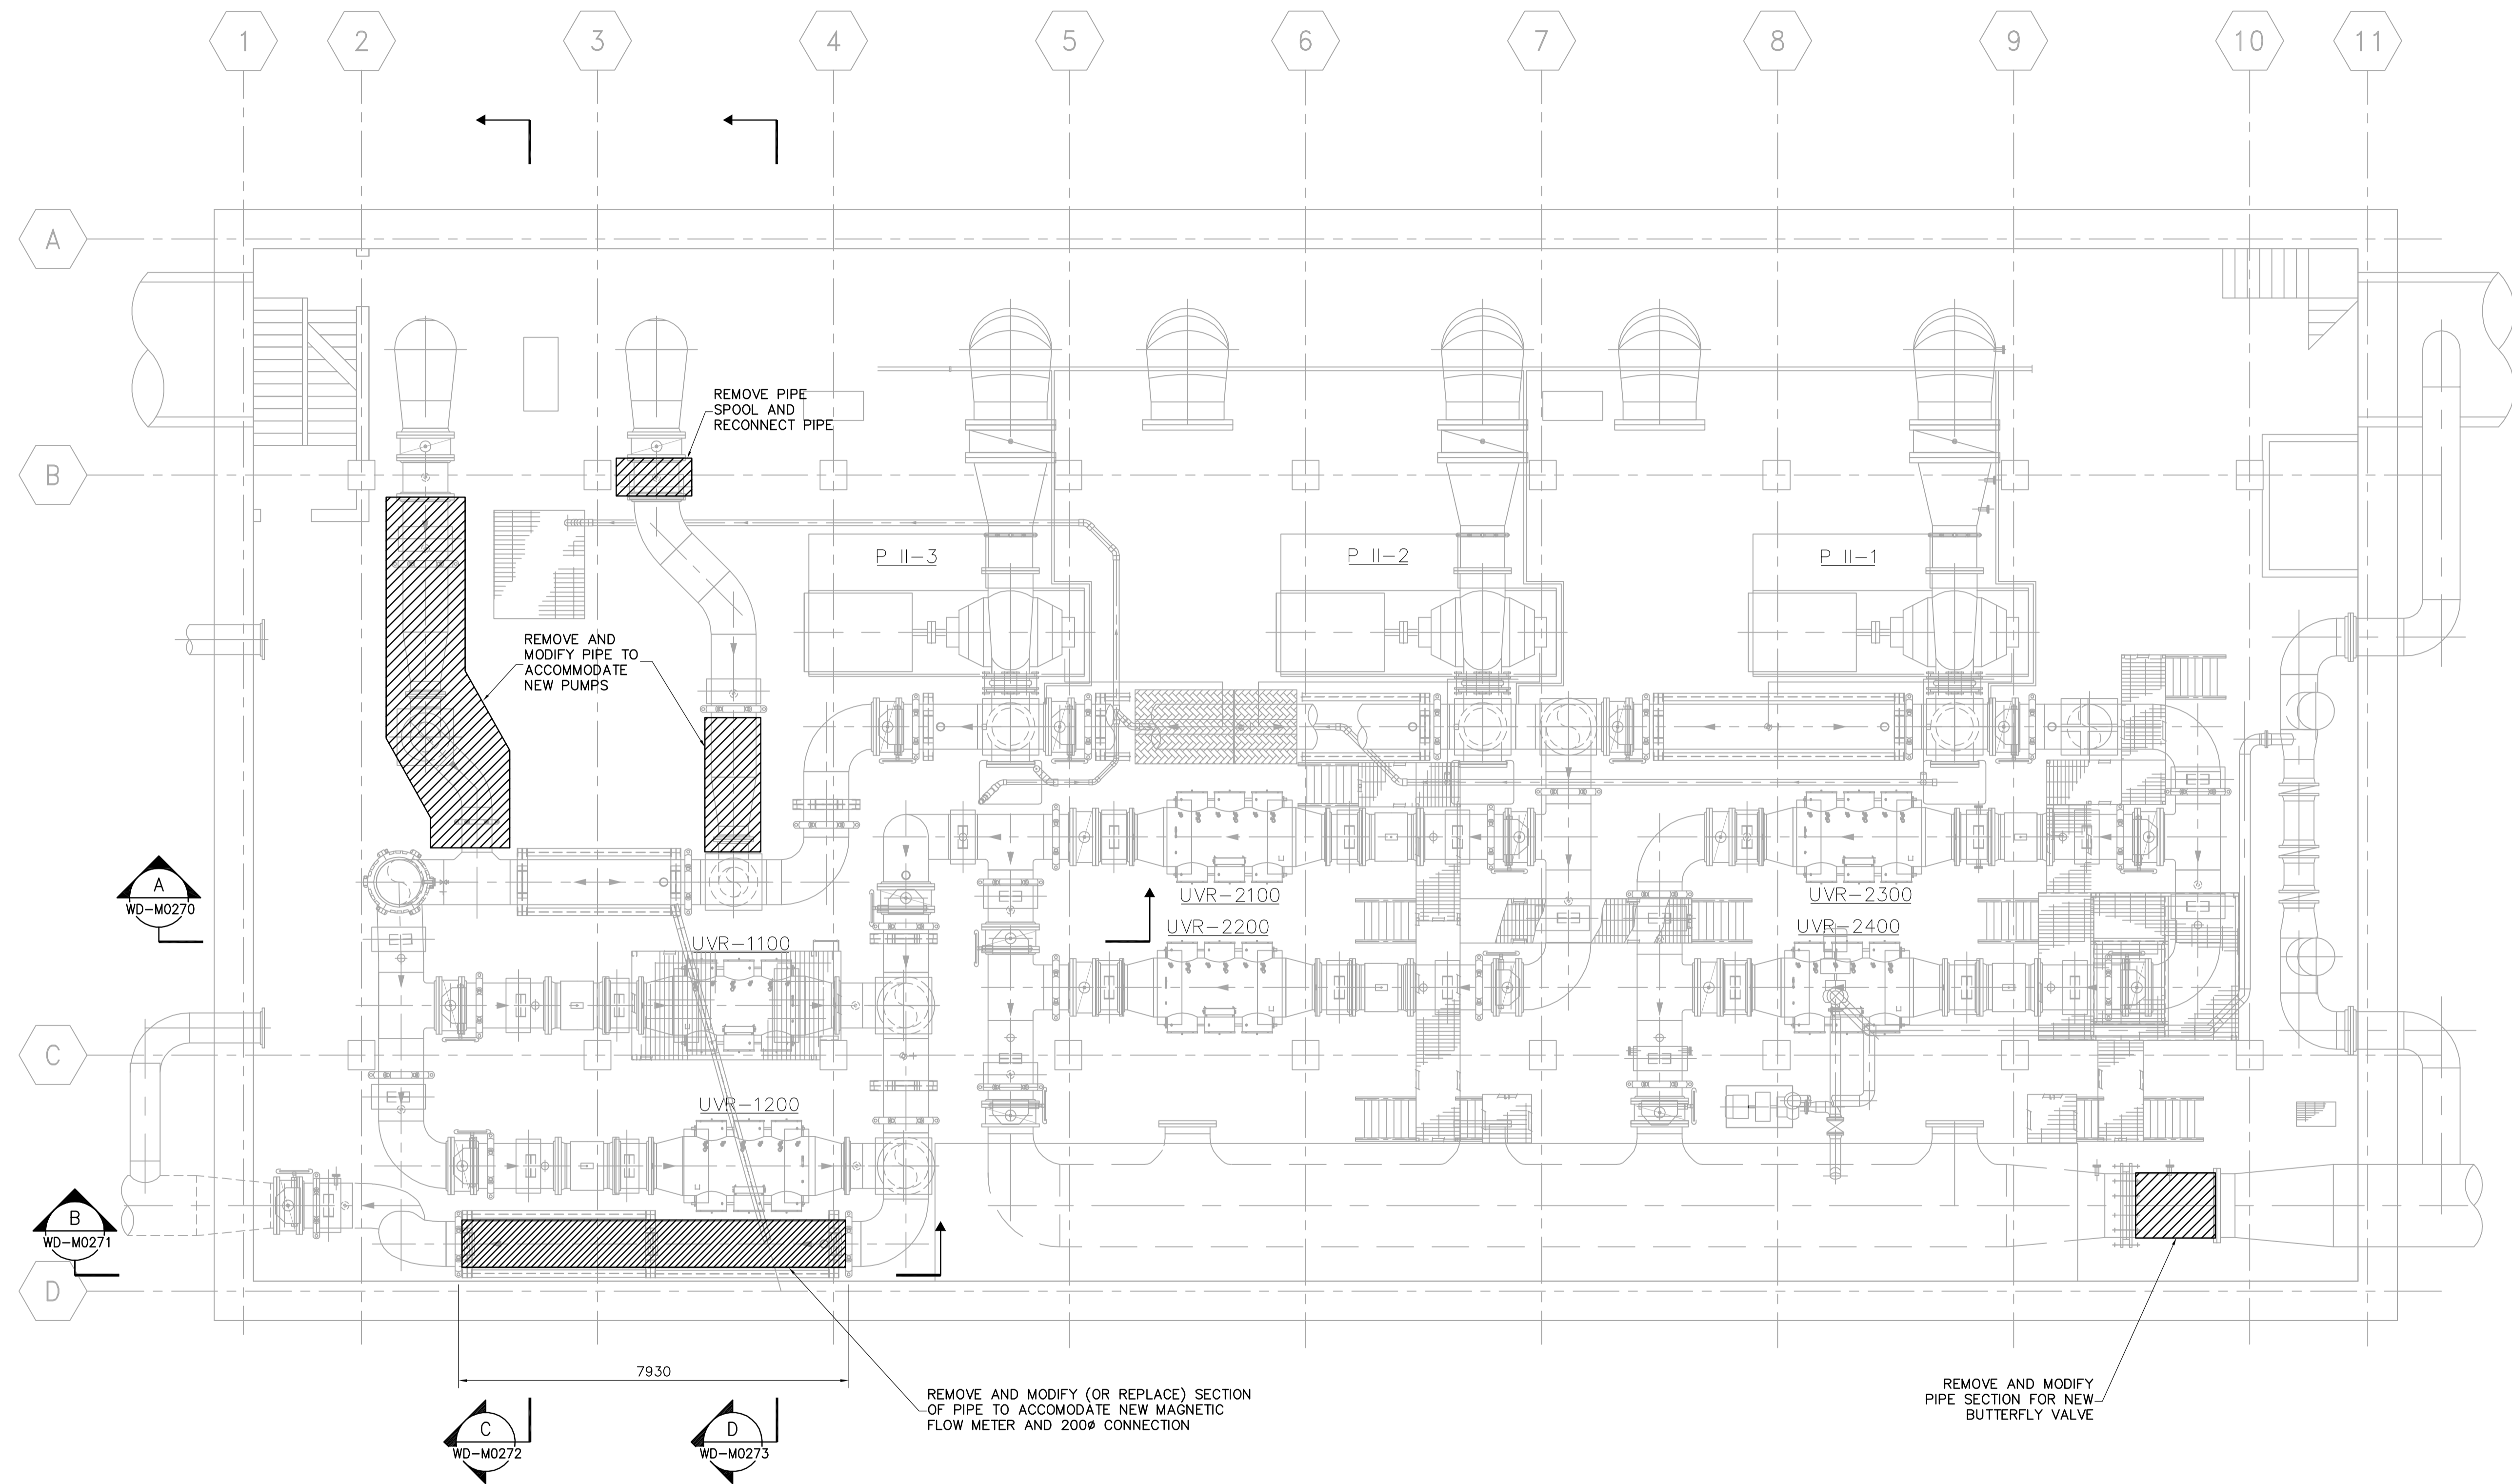 1
2
3
4
5
6
7
8
9
10
11
A
B
REMOVE PIPE
SPOOL AND
RECONNECT PIPE
P II-3
P II-2
P II-1
REMOVE AND
MODIFY PIPE TO
ACCOMMODATE
NEW PUMPS
A
WD-M0270
UVR-2100
UVR-2200
UVR-2300
UVR-2400
UVR-1100
C
UVR-1200
B
WD-M0271
D
7930
REMOVE AND MODIFY (OR REPLACE) SECTION
OF PIPE TO ACCOMODATE NEW MAGNETIC
FLOW METER AND 200ø CONNECTION
REMOVE AND MODIFY
PIPE SECTION FOR NEW
BUTTERFLY VALVE
C
WD-M0272
D
WD-M0273